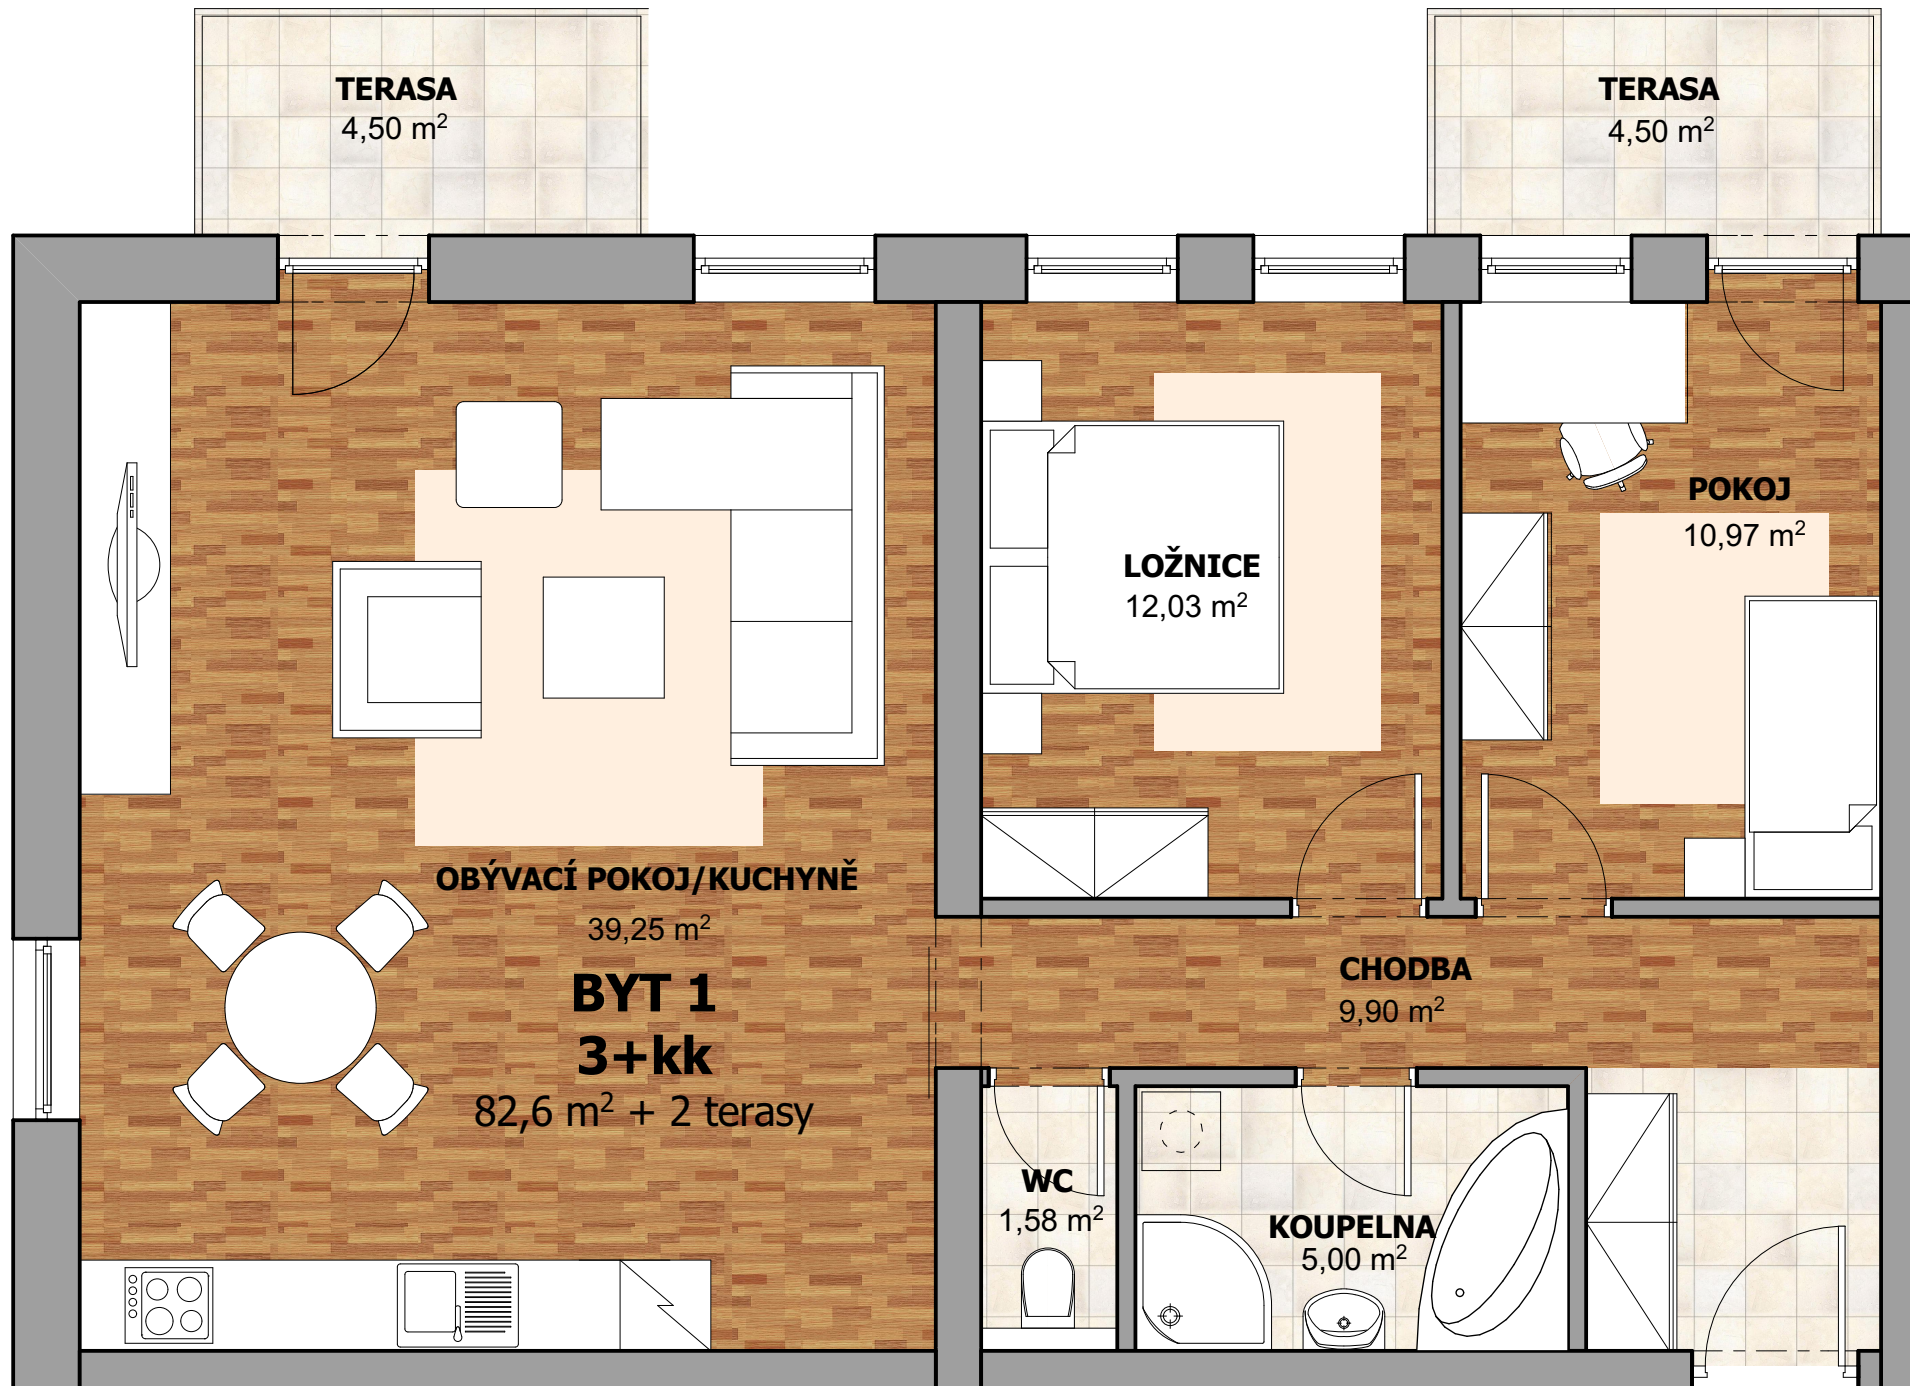 TERASA
4,50 m²
TERASA
4,50 m²
POKOJ
10,97 m²
LOŽNICE
12,03 m²
OBÝVACÍ POKOJ/KUCHYNĚ
39,25 m²
BYT 1
3+kk
82,6 m² + 2 terasy
CHODBA
9,90 m²
WC
1,58 m²
KOUPELNA
5,00 m²